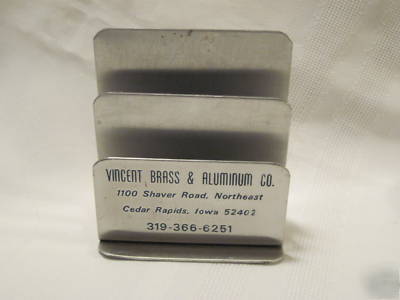 VINCENT BRASS & ALUMINUM CO.
1100 Shaver Road, Northeast
Cedar Rapids, Iowa 52402
319-366-6251